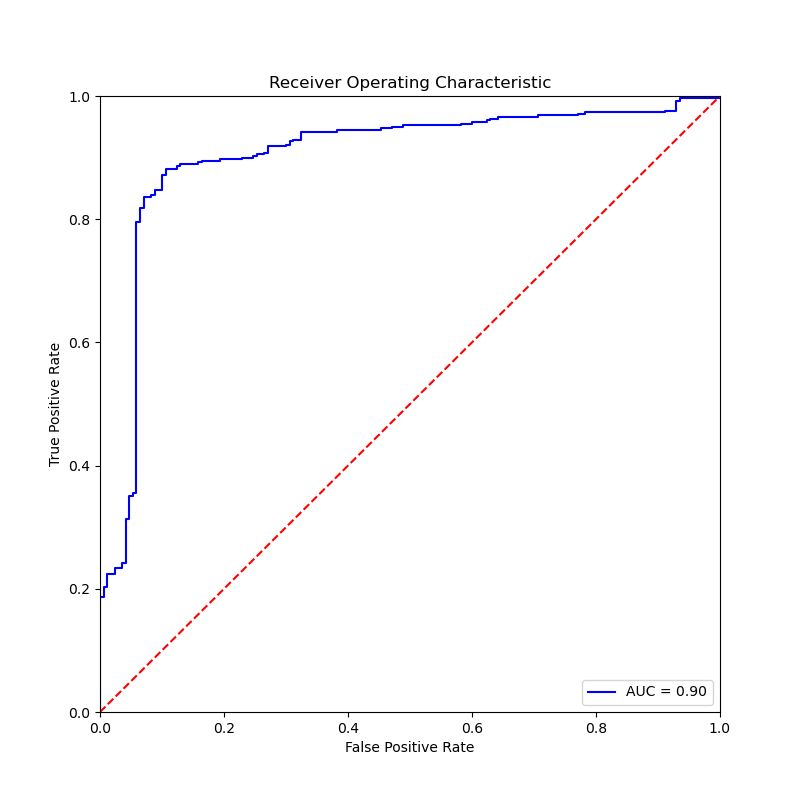 Receiver Operating Characteristic
1.0
0.8
0.6
0.4
0.2
0.0
True Positive Rate
AUC = 0.90
0.0 0.2 0.4 0.6 0.8 1.0
False Positive Rate